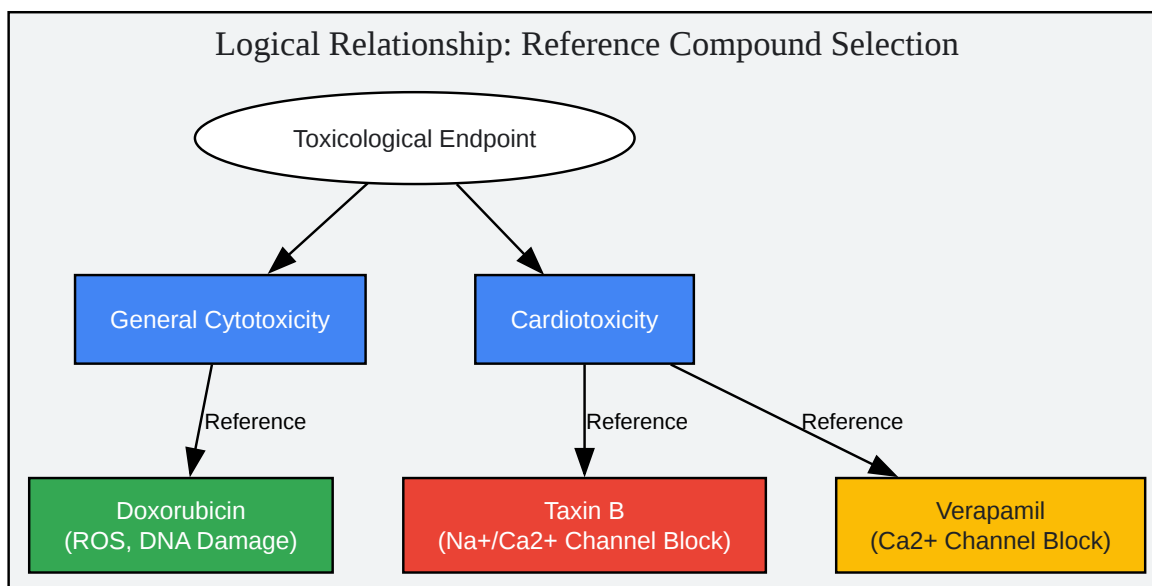 Logical Relationship: Reference Compound Selection
Toxicological Endpoint
General Cytotoxicity
Cardiotoxicity
Reference
Reference
Reference
Doxorubicin
(ROS, DNA Damage)
Taxin B
(Na+/Ca2+ Channel Block)
Verapamil
(Ca2+ Channel Block)